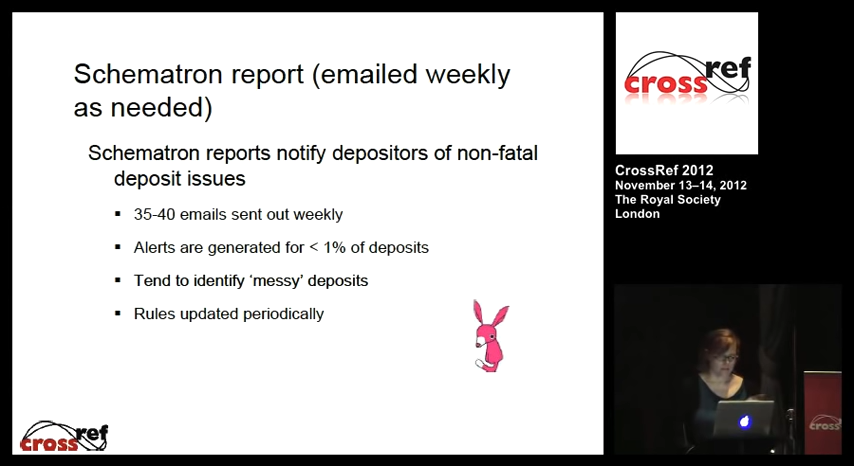 Schematron report (emailed weekly
as needed)
Schematron reports notify depositors of non-fatal
deposit issues
▪ 35-40 emails sent out weekly
▪ Alerts are generated for < 1% of deposits
▪ Tend to identify ‘messy’ deposits
▪ Rules updated periodically
crossref
crossref
CrossRef 2012
November 13–14, 2012
The Royal Society
London
crossref